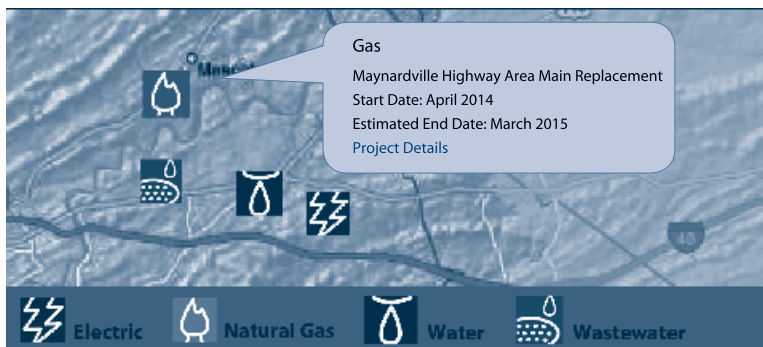 Gas
Maynardville Highway Area Main Replacement
Start Date: April 2014
Estimated End Date: March 2015
Project Details
40
Electric
Natural Gas
Water
Wastewater